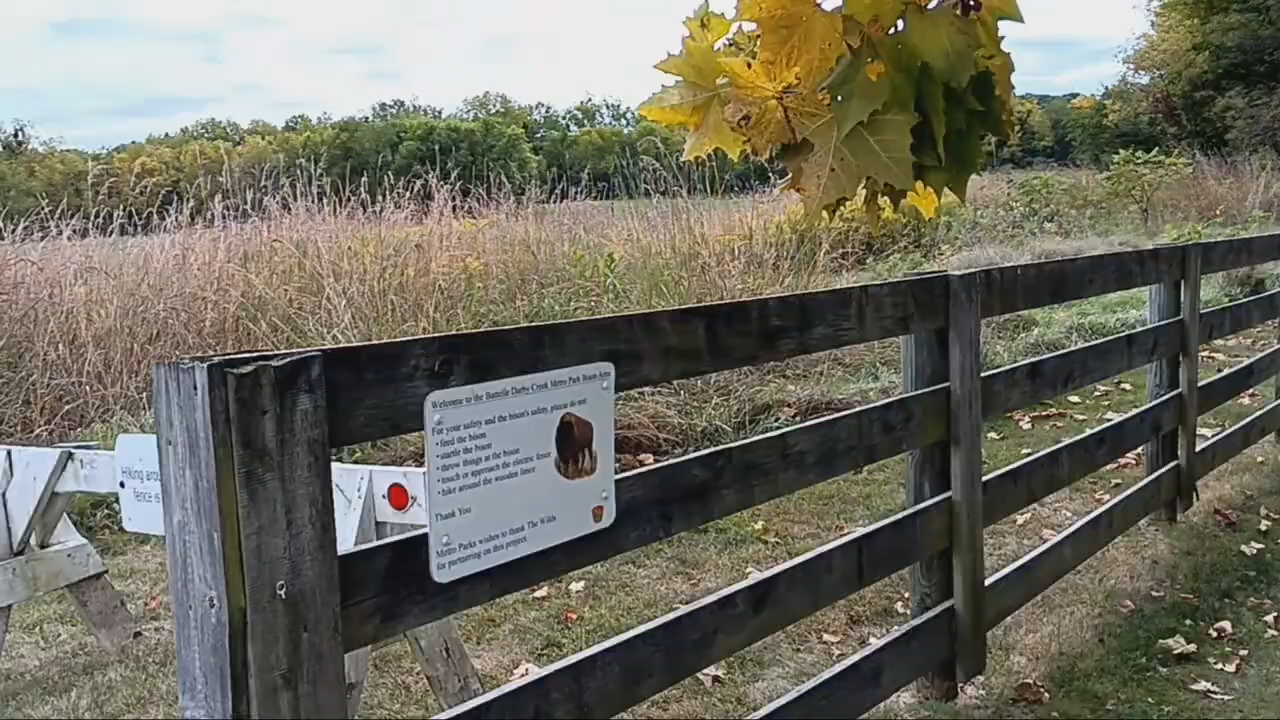 Welcome to the Battelle Darby Creek Metro Park Bison Area
For your safety and the bison's safety, please do not:
• feed the bison
• startle the bison
• throw things at the bison
• touch or approach the electric fence
• hike around the wooden fence
Thank You
Metro Parks wishes to thank The Wilds
for partnering on this project.
Hiking arou
fence is